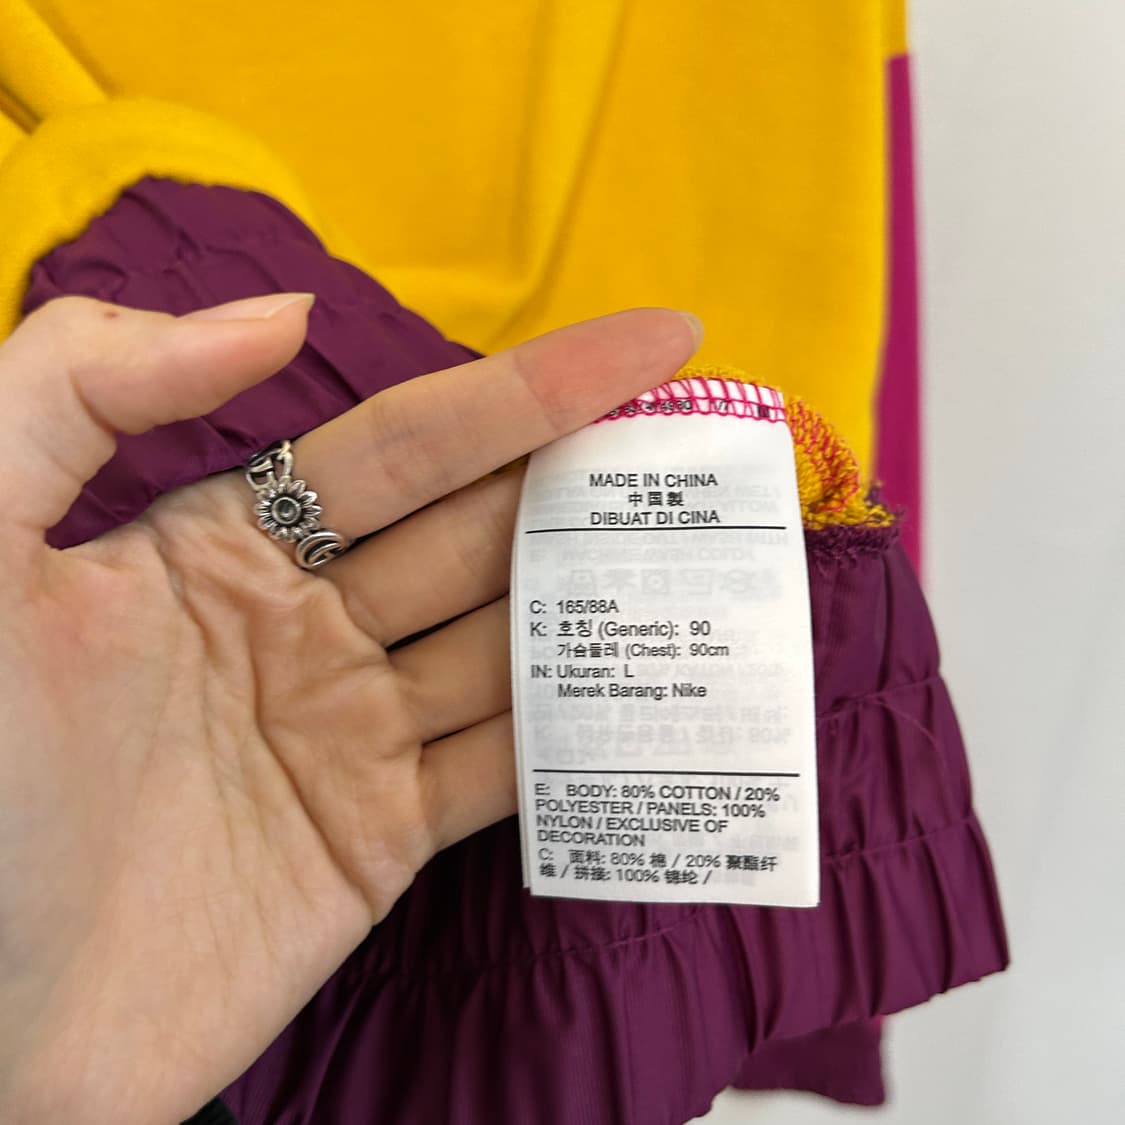 MADE IN CHINA
中国製
DIBUAT DI CINA
C: 165/88A
K: 호칭 (Generic): 90
가슴둘레 (Chest): 90cm
IN: Ukuran: L
Merek Barang: Nike
E: BODY: 80% COTTON / 20%
POLYESTER / PANELS: 100%
NYLON / EXCLUSIVE OF
DECORATION
C: 面料: 80% 棉 / 20% 聚酯纤
维 / 拼接: 100% 锦纶 /